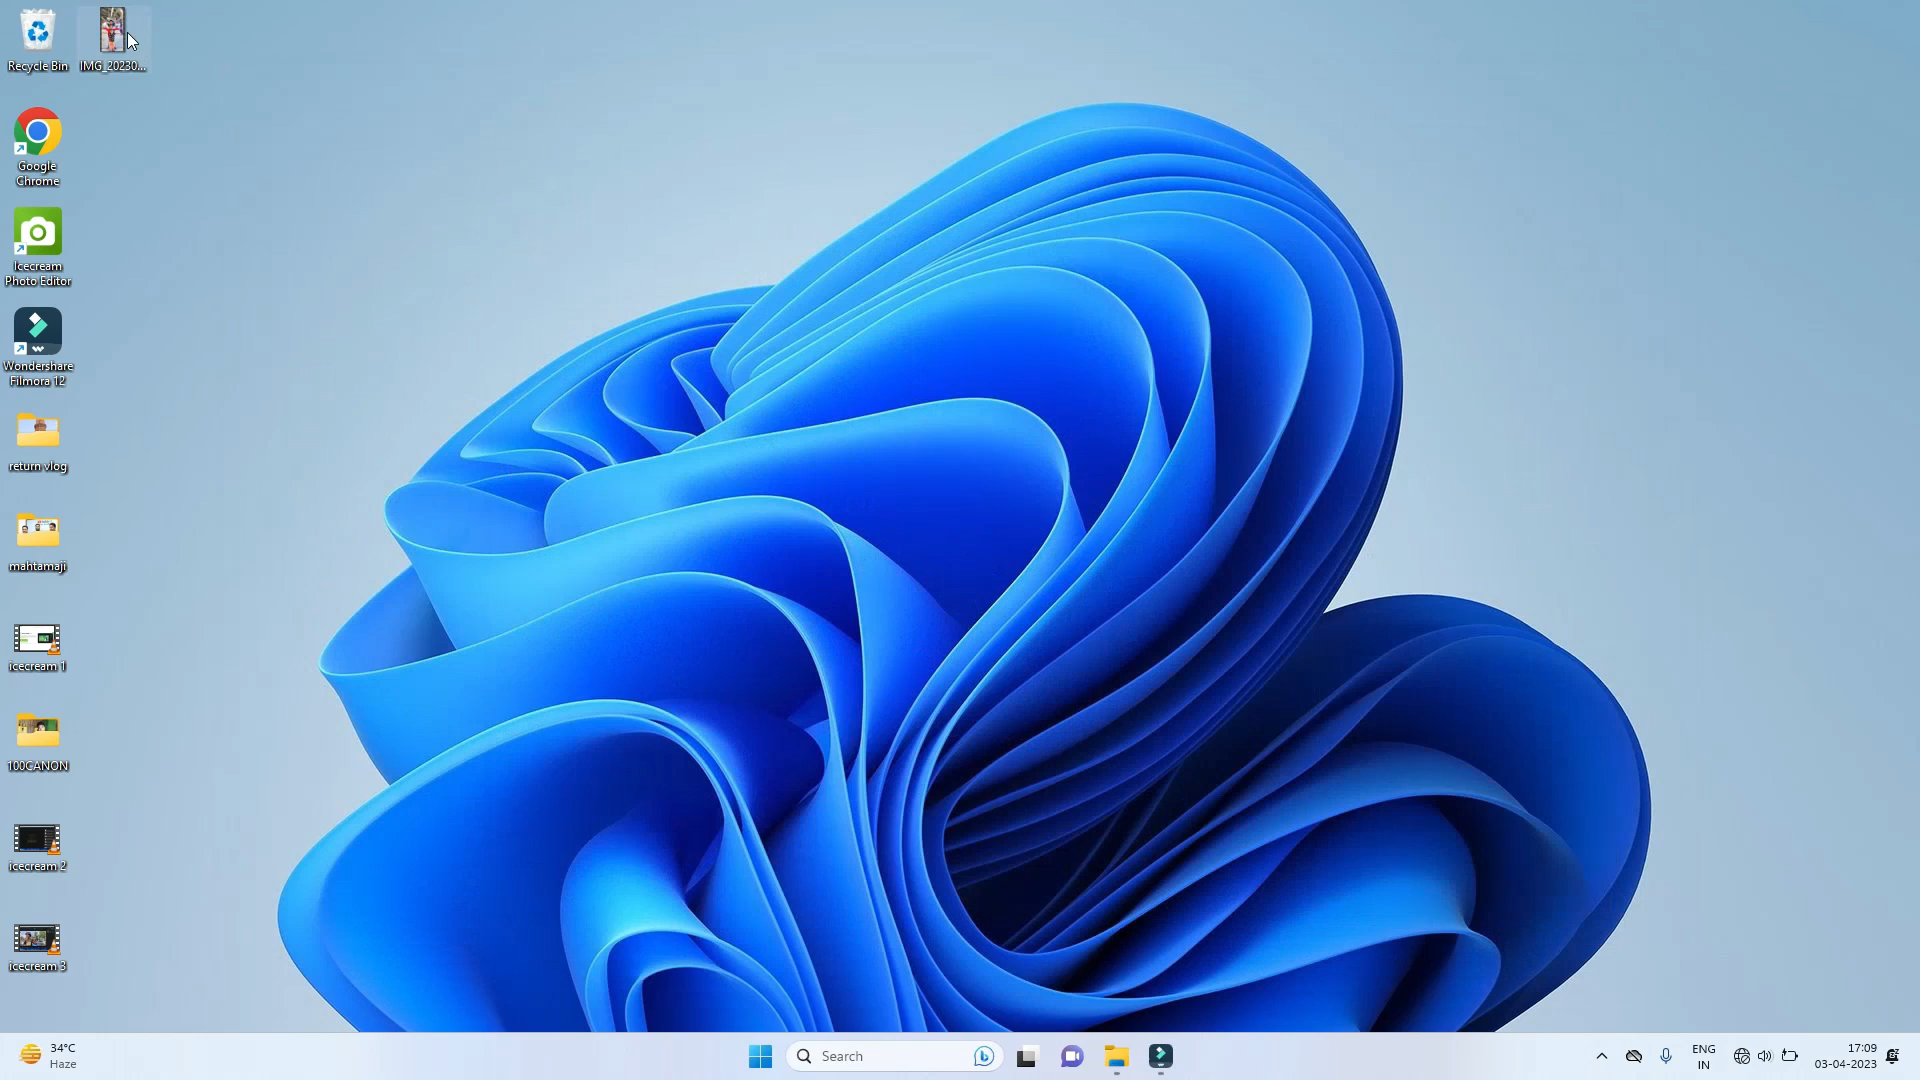 Recycle Bin
IMG_20230...
Google
Chrome
Icecream
Photo Editor
Wondershare
Filmora 12
return vlog
mahtamaji
icecream 1
100CANON
icecream 2
icecream 3
34°C
Haze
Search
ENG
IN
17:09
03-04-2023